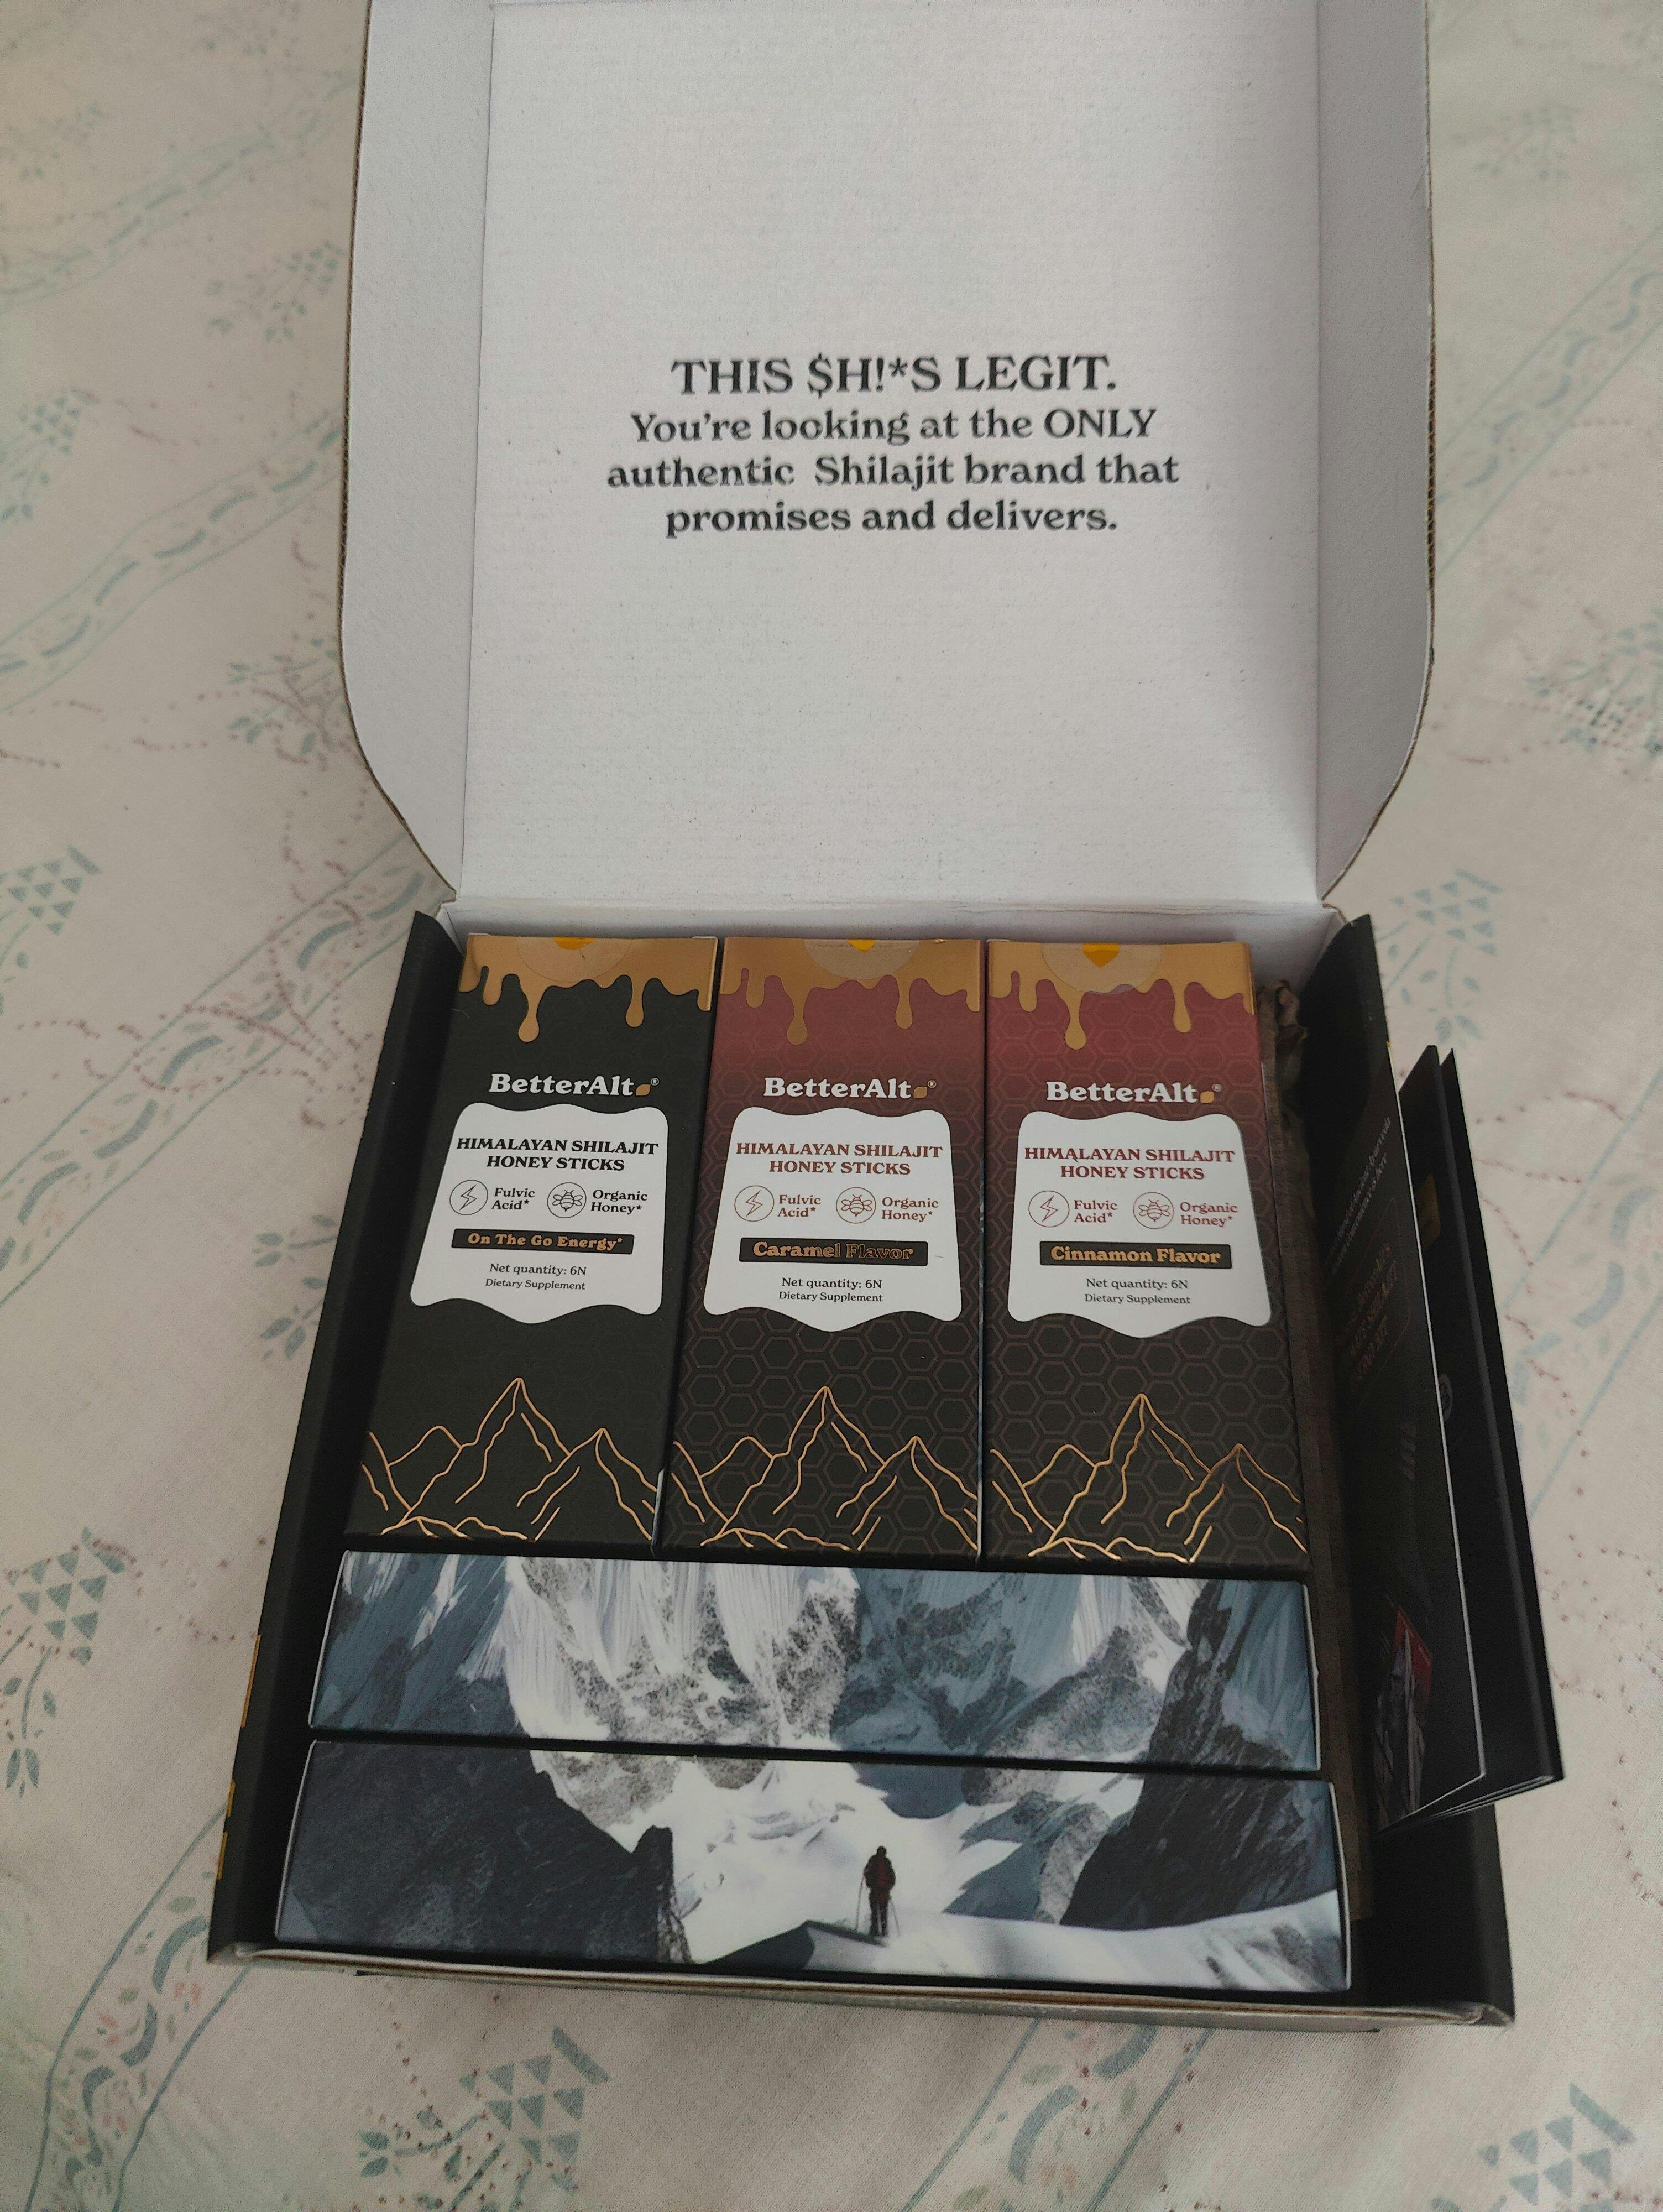 THIS $H!*S LEGIT.
You're looking at the ONLY
authentic Shilajit brand that
promises and delivers.
BetterAlt®
HIMALAYAN SHILAJIT
HONEY STICKS
Fulvic
Acid*
Organic
Honey*
On The Go Energy*
Net quantity: 6N
Dietary Supplement
BetterAlt®
HIMALAYAN SHILAJIT
HONEY STICKS
Fulvic
Acid*
Organic
Honey*
Caramel Flavor
Net quantity: 6N
Dietary Supplement
BetterAlt®
HIMALAYAN SHILAJIT
HONEY STICKS
Fulvic
Acid*
Organic
Honey*
Cinnamon Flavor
Net quantity: 6N
Dietary Supplement